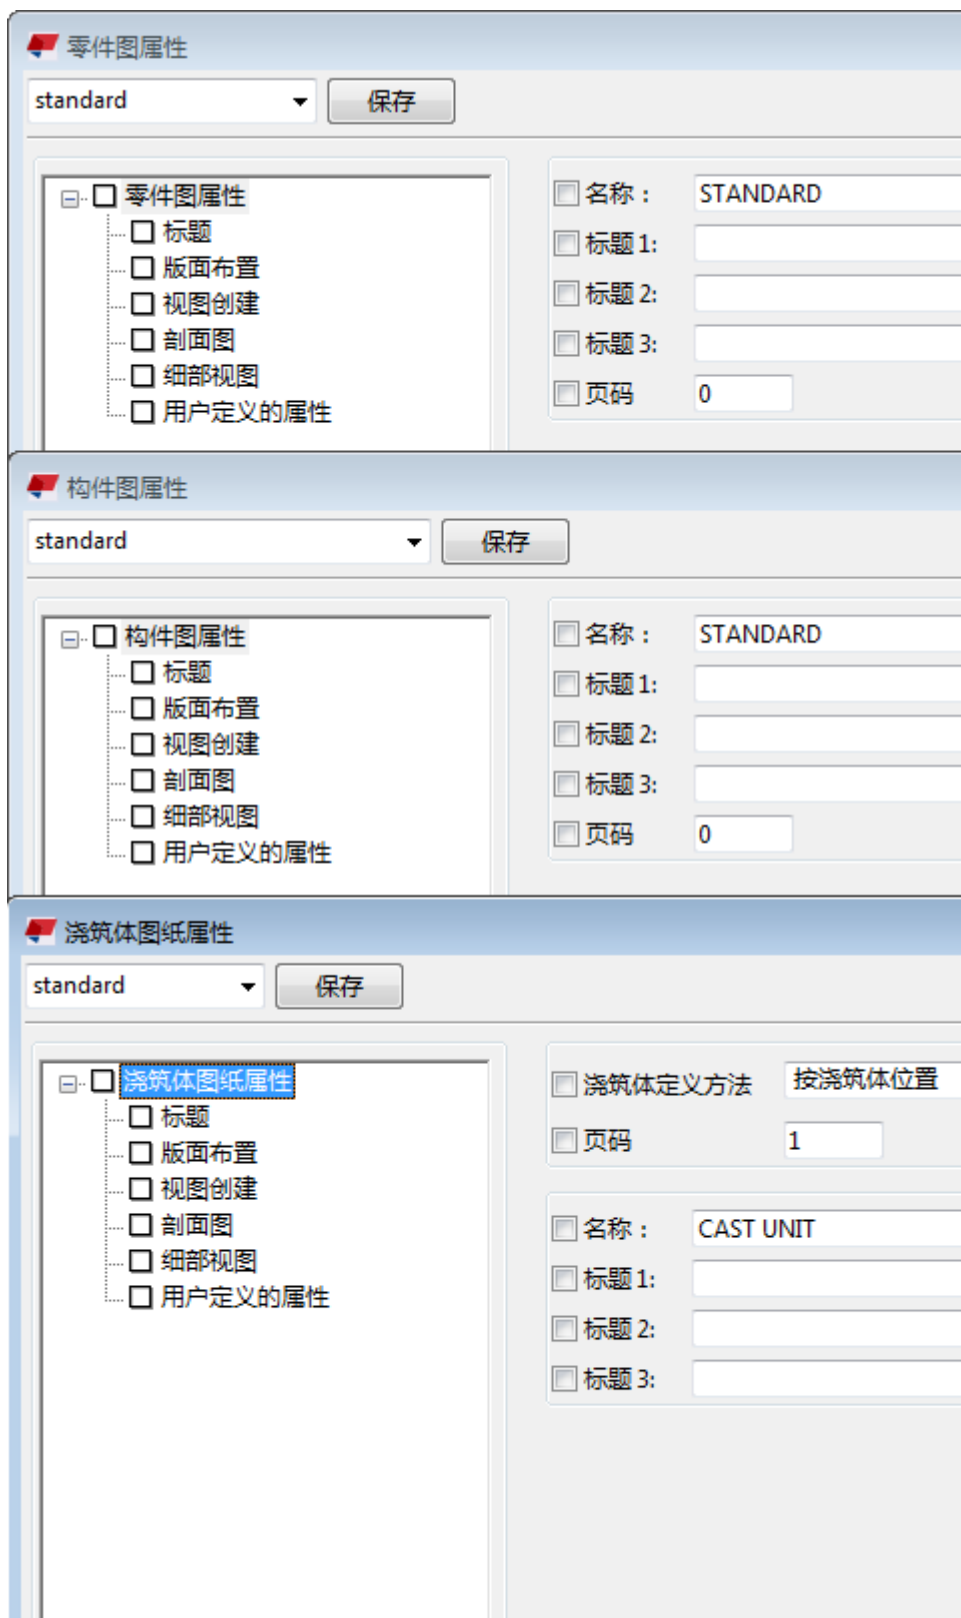 零件图属性
standard 保存
零件图属性
标题
版面布置
视图创建
剖面图
细部视图
用户定义的属性
名称： STANDARD
标题 1:
标题 2:
标题 3:
页码 0
构件图属性
standard 保存
构件图属性
标题
版面布置
视图创建
剖面图
细部视图
用户定义的属性
名称： STANDARD
标题 1:
标题 2:
标题 3:
页码 0
浇筑体图纸属性
standard 保存
浇筑体图纸属性
标题
版面布置
视图创建
剖面图
细部视图
用户定义的属性
浇筑体定义方法 按浇筑体位置
页码 1
名称： CAST UNIT
标题 1:
标题 2:
标题 3: